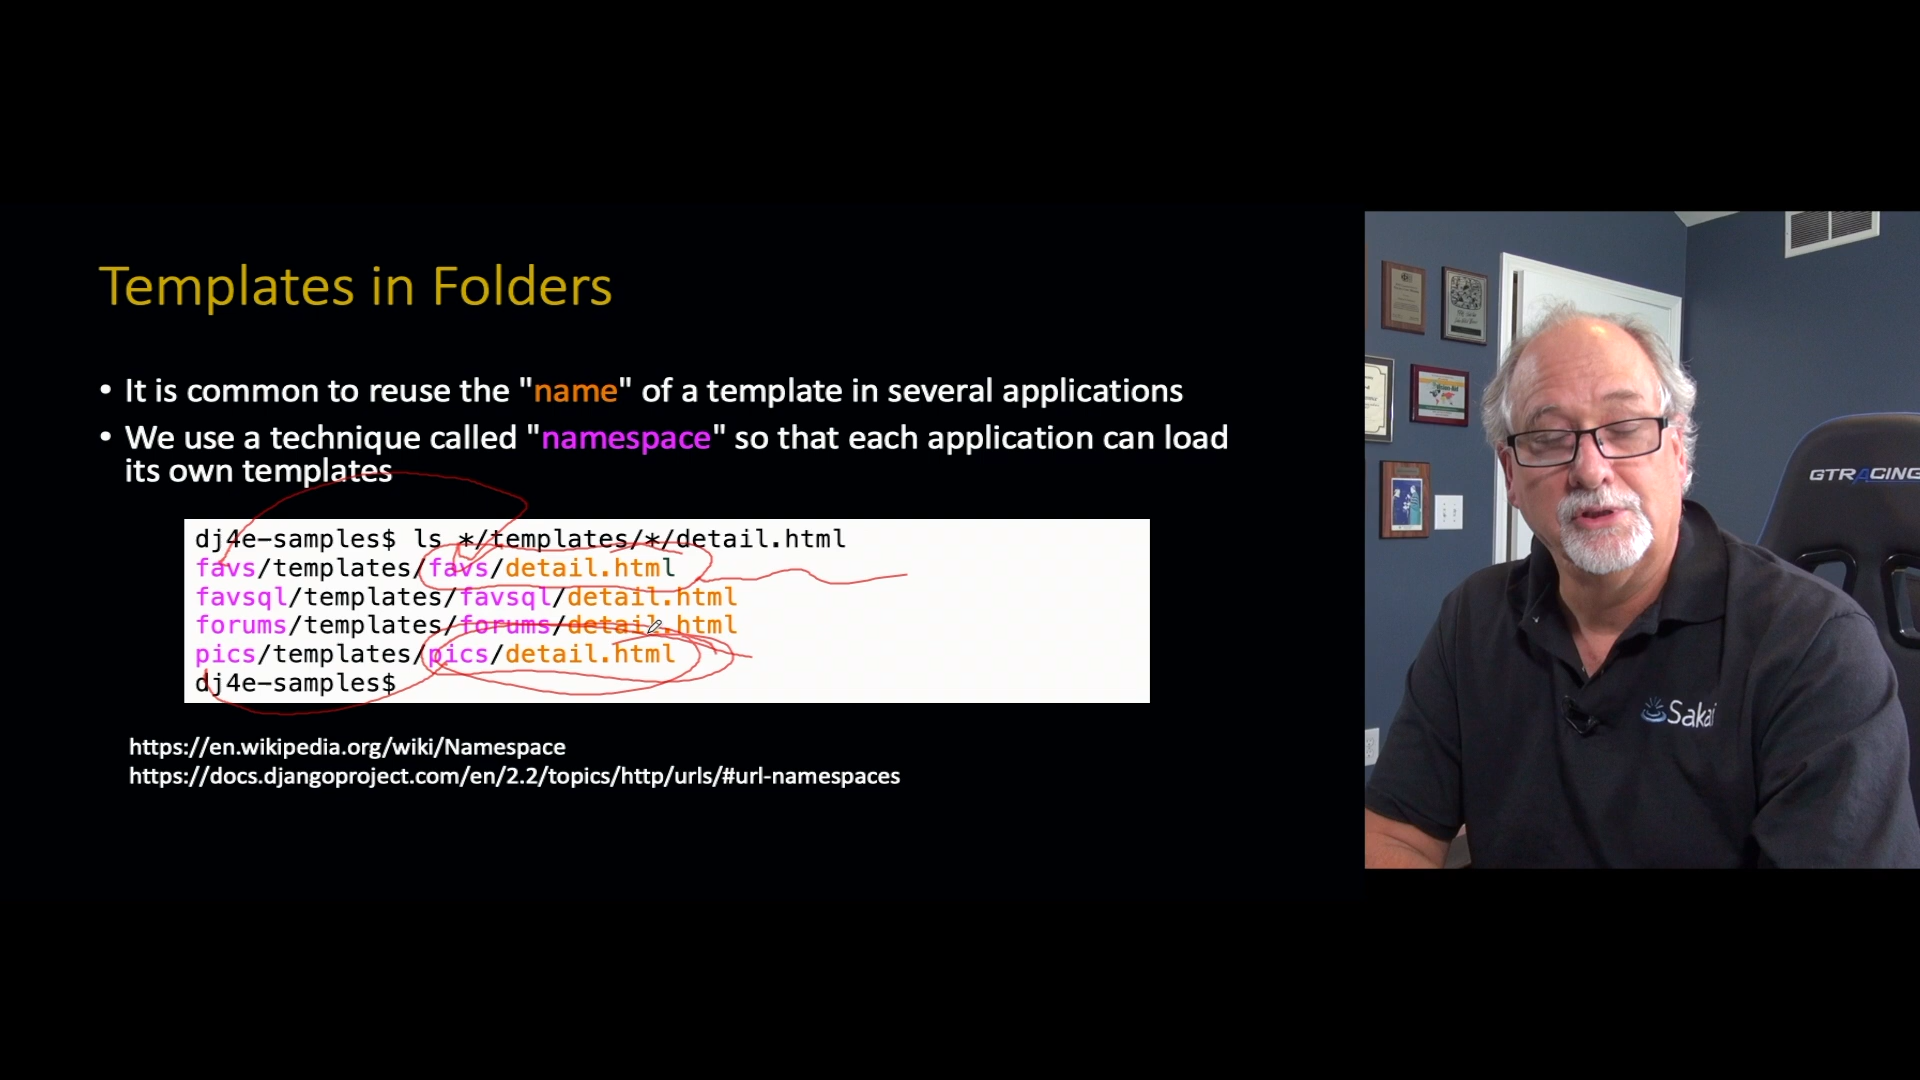 Templates in Folders
• It is common to reuse the "name" of a template in several applications
• We use a technique called "namespace" so that each application can load
its own templates
dj4e-samples$ ls */templates/*/detail.html
favs/templates/favs/detail.html
favsql/templates/favsql/detail.html
forums/templates/forums/detail.html
pics/templates/pics/detail.html
dj4e-samples$
https://en.wikipedia.org/wiki/Namespace
https://docs.djangoproject.com/en/2.2/topics/http/urls/#url-namespaces
GTRACING
Sakai